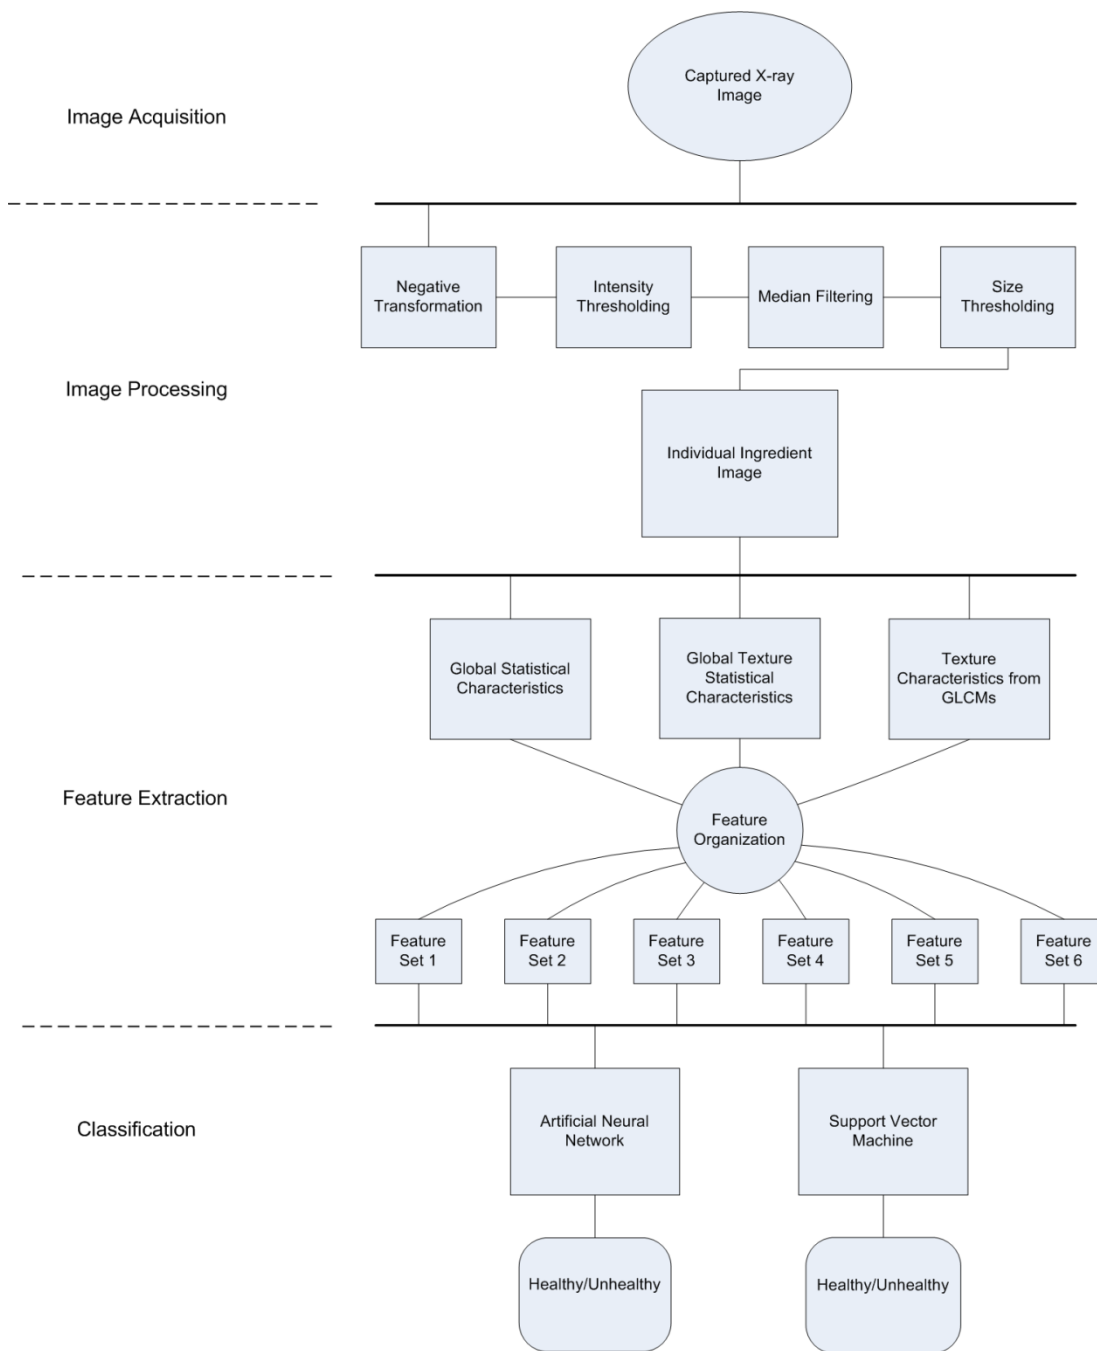 Captured X-ray
Image
Image Acquisition
Negative
Transformation
Intensity
Thresholding
Median Filtering
Size
Thresholding
Image Processing
Individual Ingredient
Image
Global Statistical
Characteristics
Global Texture
Statistical
Characteristics
Texture
Characteristics from
GLCMs
Feature Extraction
Feature
Organization
Feature
Set 1
Feature
Set 2
Feature
Set 3
Feature
Set 4
Feature
Set 5
Feature
Set 6
Classification
Artificial Neural
Network
Support Vector
Machine
Healthy/Unhealthy
Healthy/Unhealthy